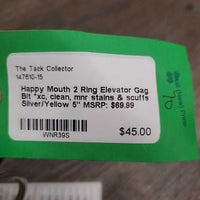 The Tack Collector
147610-15
Happy Mouth 2 Ring Elevator Gag
Bit *xc, clean, mnr stains & scuffs
Silver/Yellow 5" MSRP: $69.99
$45.00
WNR39S